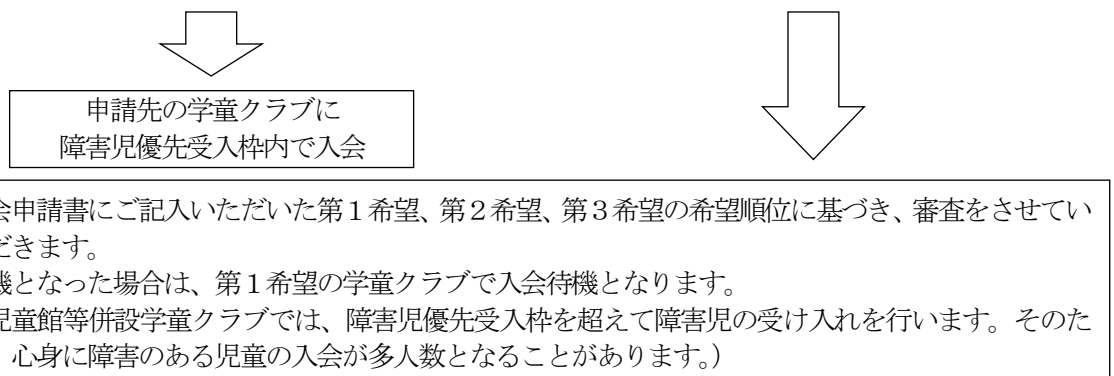 申請先の学童クラブに
障害児優先受入枠内で入会
会申請書にご記入いただいた第１希望、第２希望、第３希望の希望順位に基づき、審査をさせてい
だきます。
機となった場合は、第１希望の学童クラブで入会待機となります。
児童館等併設学童クラブでは、障害児優先受入枠を超えて障害児の受け入れを行います。そのた
心身に障害のある児童の入会が多人数となることがあります。）